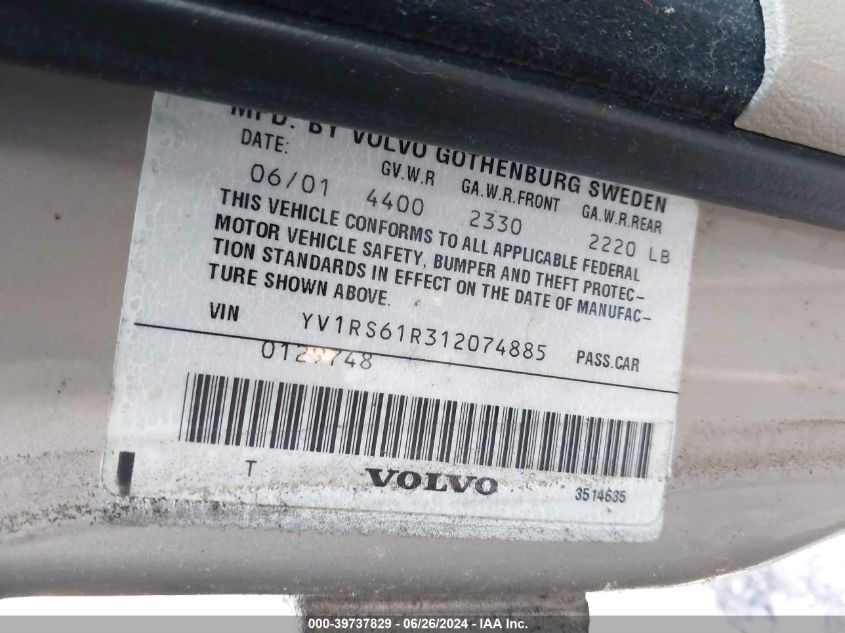 MFD. BY VOLVO GOTHENBURG SWEDEN
DATE: GV.W.R GA.W.R.FRONT GA.W.R.REAR
06/01 4400 2330 2220 LB
THIS VEHICLE CONFORMS TO ALL APPLICABLE FEDERAL
MOTOR VEHICLE SAFETY, BUMPER AND THEFT PROTEC-
TION STANDARDS IN EFFECT ON THE DATE OF MANUFAC-
TURE SHOWN ABOVE.
VIN YV1RS61R312074885 PASS.CAR
T VOLVO 3514635
000-39737829 - 06/26/2024 - IAA Inc.